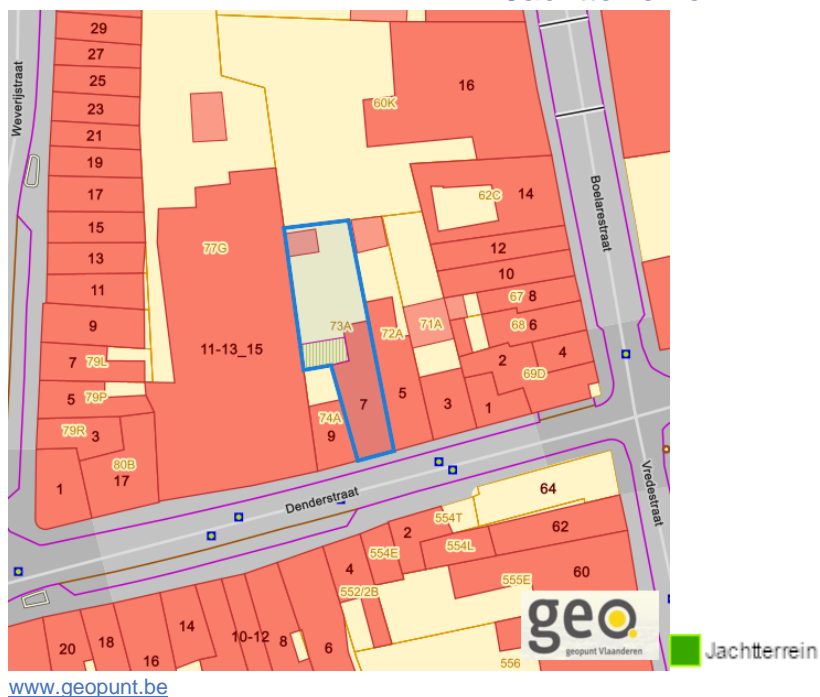 29
27
25
23
21
19
17
15
13
11
9
7 79L
5 79P
79R 3
80B
1 17
Weverijstraat
60K
16
62C 14
12
10
67 8
68 6
2 4
69D
Boelarestraat
77G
11-13_15
73A
72A
71A
74A
9 7 5 3 1
Denderstraat
Vredestraat
64
554T
62
554L
2
554E
4
552/2B
555E
60
20 18 16 14 10-12 8 6
556
geo
geopunt Vlaanderen
Jachtterrein
www.geopunt.be